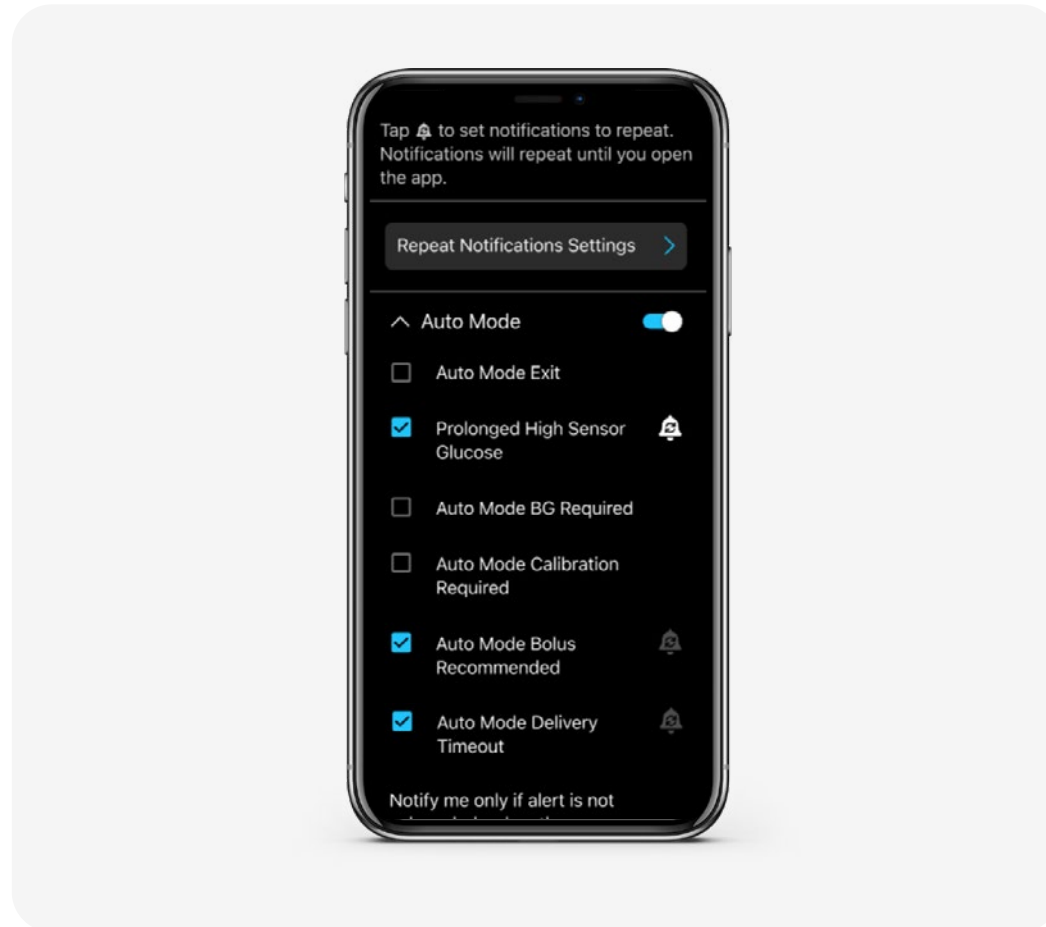 Tap to set notifications to repeat.
Notifications will repeat until you open
the app.
Repeat Notifications Settings
Auto Mode
Auto Mode Exit
Prolonged High Sensor
Glucose
Auto Mode BG Required
Auto Mode Calibration
Required
Auto Mode Bolus
Recommended
Auto Mode Delivery
Timeout
Notify me only if alert is not